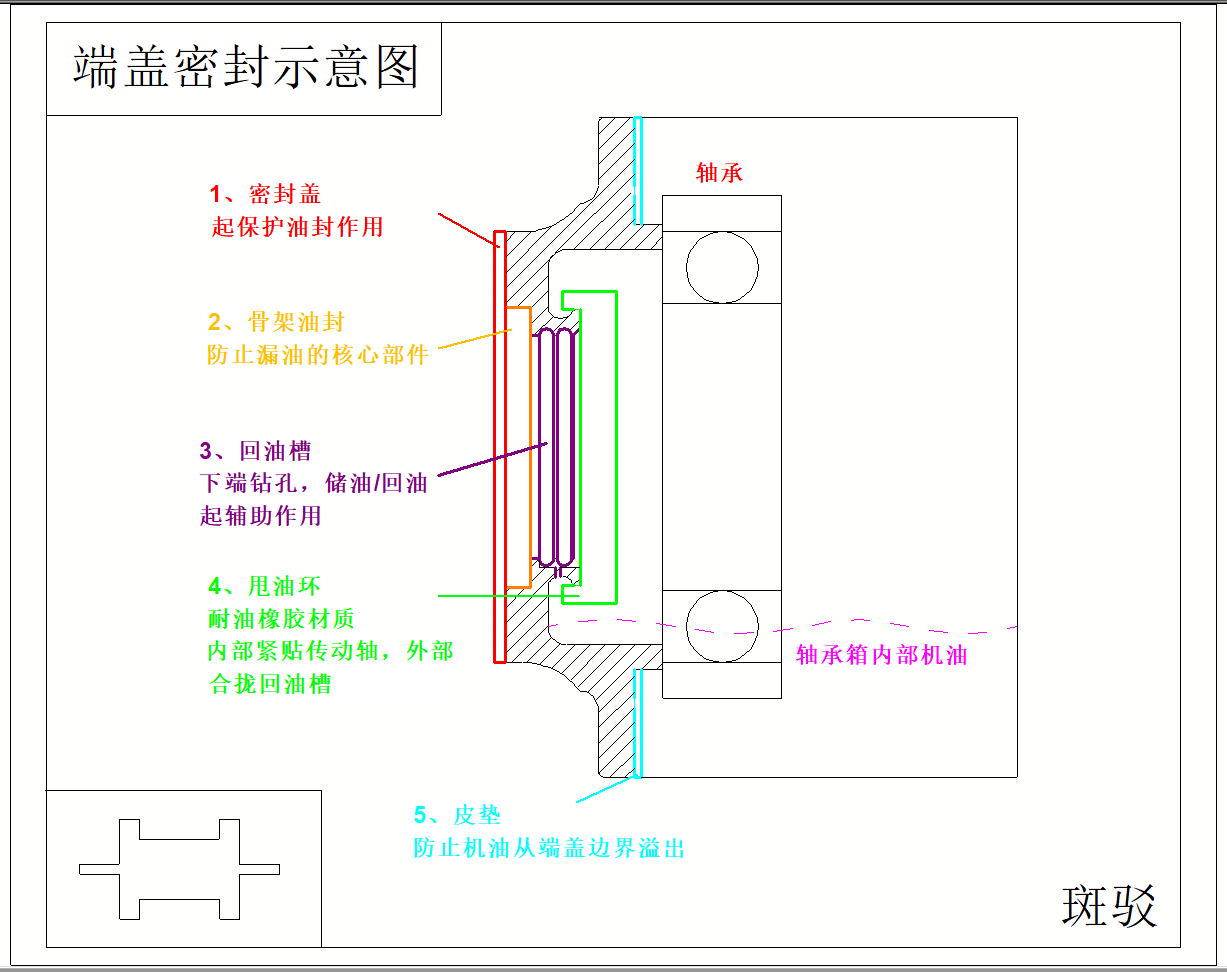 端盖密封示意图
轴承
1、密封盖
起保护油封作用
2、骨架油封
防止漏油的核心部件
3、回油槽
下端钻孔，储油/回油
起辅助作用
4、甩油环
耐油橡胶材质
内部紧贴传动轴，外部
合拢回油槽
轴承箱内部机油
5、皮垫
防止机油从端盖边界溢出
斑驳